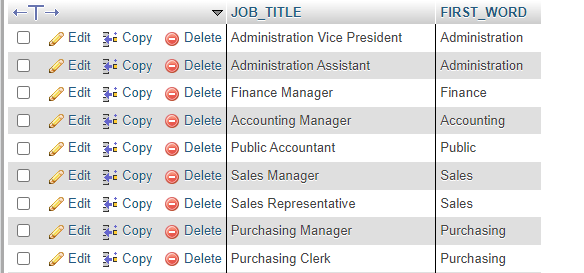 JOB_TITLE FIRST_WORD
Edit Copy Delete Administration Vice President Administration
Edit Copy Delete Administration Assistant Administration
Edit Copy Delete Finance Manager Finance
Edit Copy Delete Accounting Manager Accounting
Edit Copy Delete Public Accountant Public
Edit Copy Delete Sales Manager Sales
Edit Copy Delete Sales Representative Sales
Edit Copy Delete Purchasing Manager Purchasing
Edit Copy Delete Purchasing Clerk Purchasing